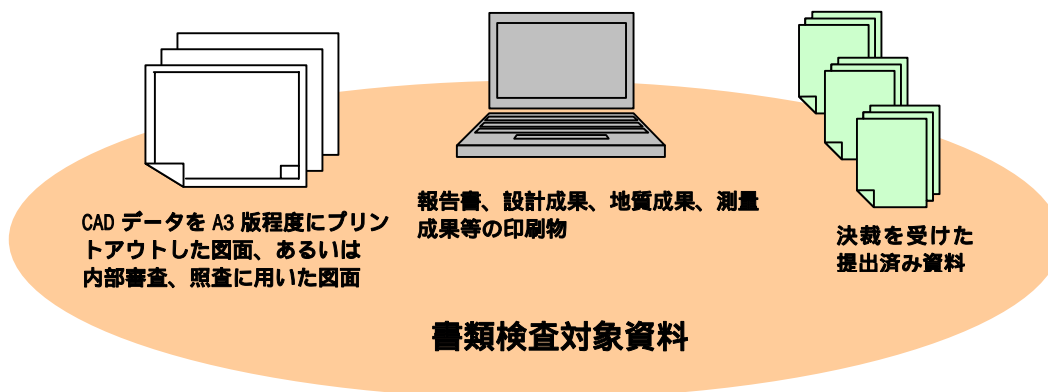 CAD データを A3 版程度にプリン
トアウトした図面、あるいは
内部審査、照査に用いた図面
報告書、設計成果、地質成果、測量
成果等の印刷物
決裁を受けた
提出済み資料
書類検査対象資料